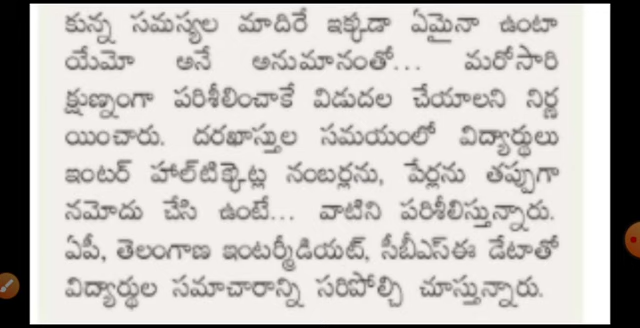 కున్న సమస్యల మాదిరే ఇక్కడా ఏమైనా ఉంటా
యేమో అనే అనుమానంతో... మరోసారి
క్షుణ్నంగా పరిశీలించాకే విడుదల చేయాలని నిర్ణ
యించారు. దరఖాస్తుల సమయంలో విద్యార్థులు
ఇంటర్ హాల్‌టిక్కెట్ల నంబర్లను, పేర్లను తప్పుగా
నమోదు చేసి ఉంటే... వాటిని పరిశీలిస్తున్నారు.
ఏపీ, తెలంగాణ ఇంటర్మీడియట్, సీబీఎస్ఈ డేటాతో
విద్యార్థుల సమాచారాన్ని సరిపోల్చి చూస్తున్నారు.